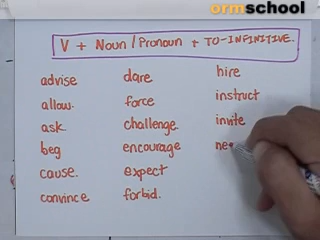 ormschool
V + Noun / Pronoun + TO-INFINITIVE.
advise
allow.
ask
beg
cause.
convince
dare
force
challenge.
encourage
expect
forbid.
hire
instruct
invite
ne